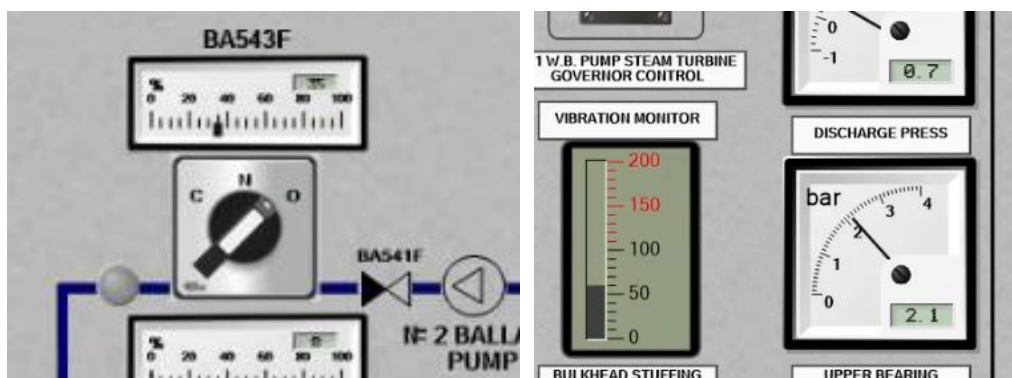 BA543F
%
35
0 20 40 60 80 100
N
C O
BA541F
№ 2 BALLA
PUMP
%
0
0 20 40 60 80 100
0
-1
0.7
1 W.B. PUMP STEAM TURBINE
GOVERNOR CONTROL
VIBRATION MONITOR
200
150
100
50
0
DISCHARGE PRESS
bar
0
1
2
3
4
2.1
BULKHEAD STUFFING
UPPER BEARING